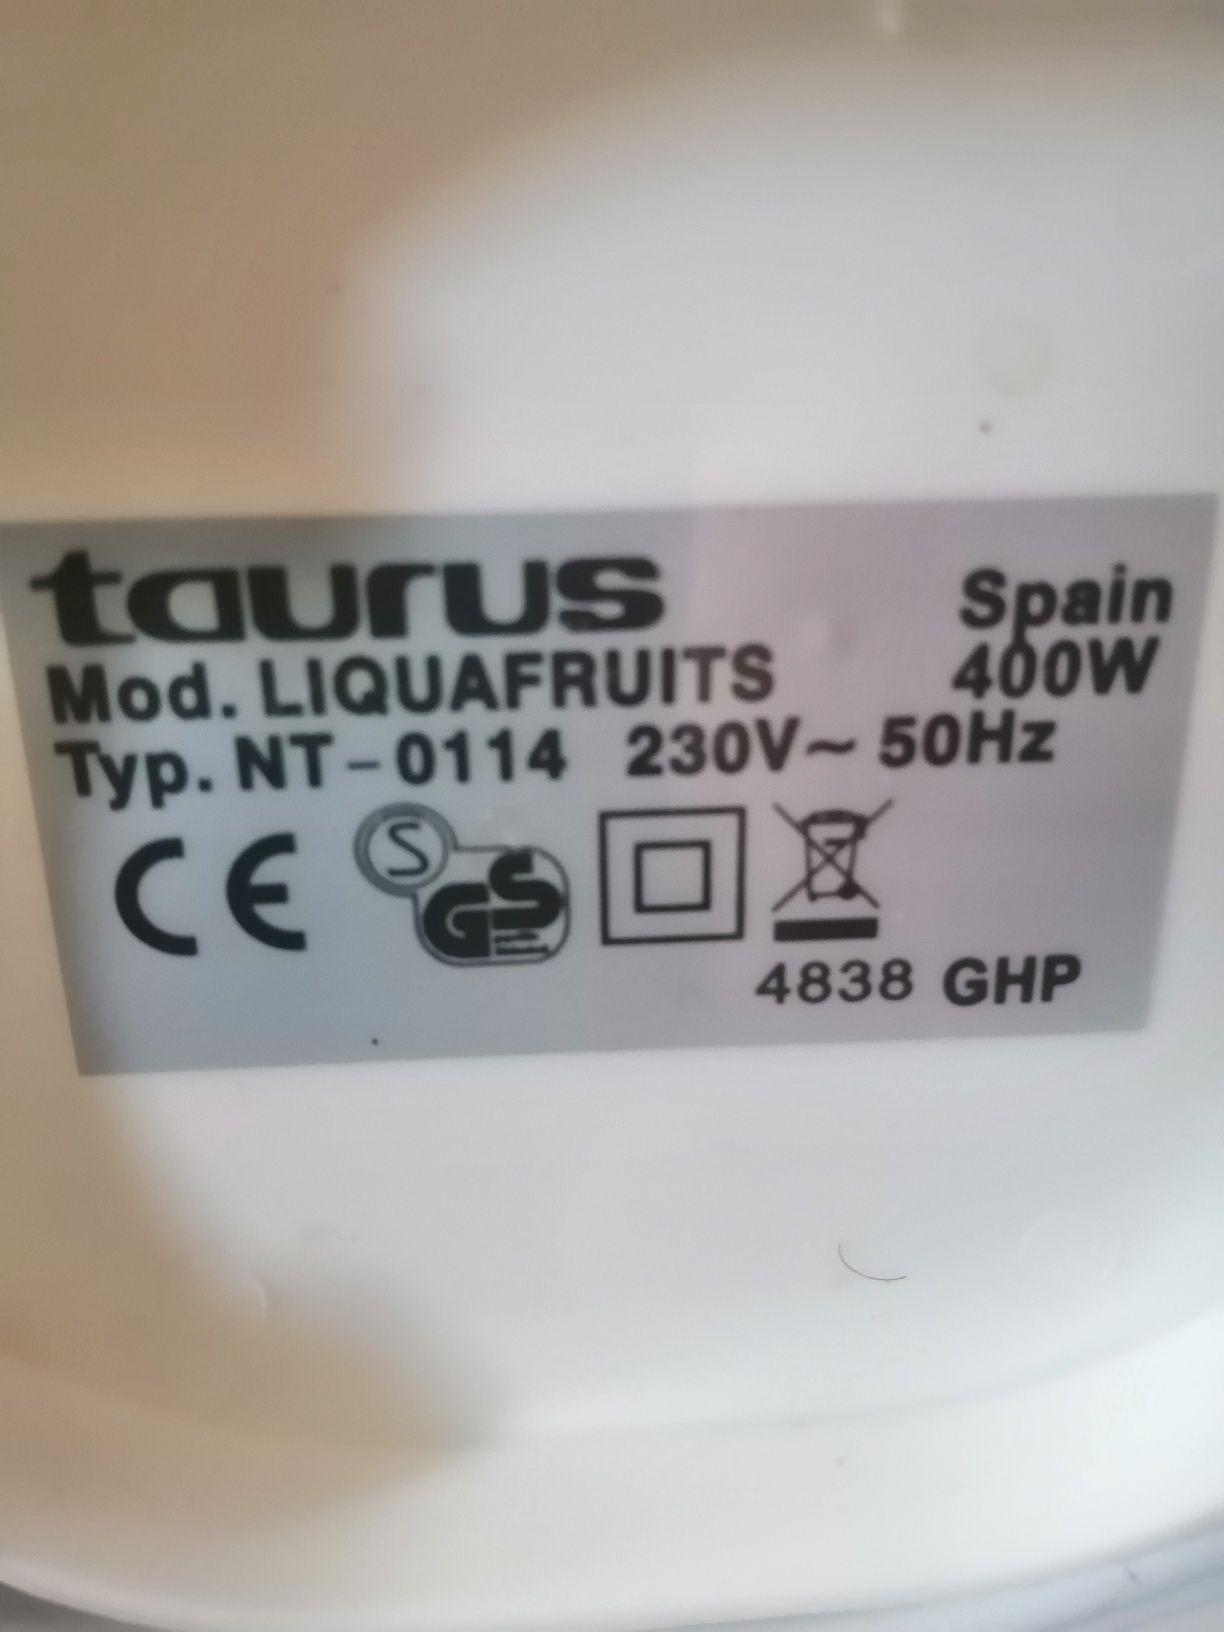 taurus
Spain
Mod. LIQUAFRUITS 400W
Typ. NT-0114 230V~ 50Hz
CE S GS
4838 GHP